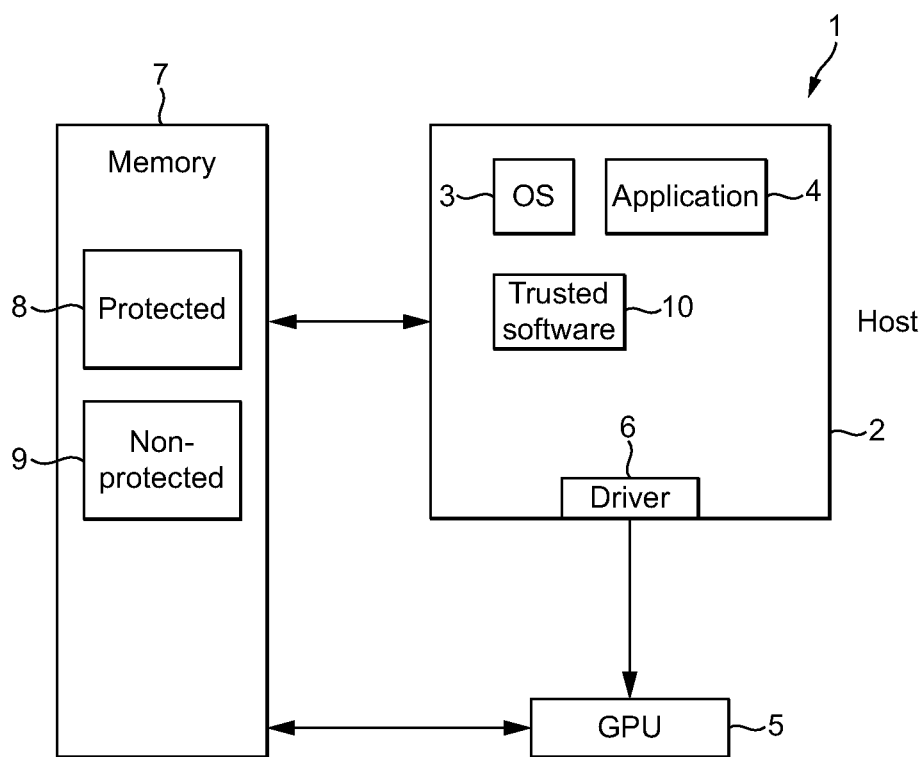 1
7
Memory
3
OS
Application
4
8
Protected
Trusted
software
10
Host
9
Non-
protected
2
6
Driver
GPU
5